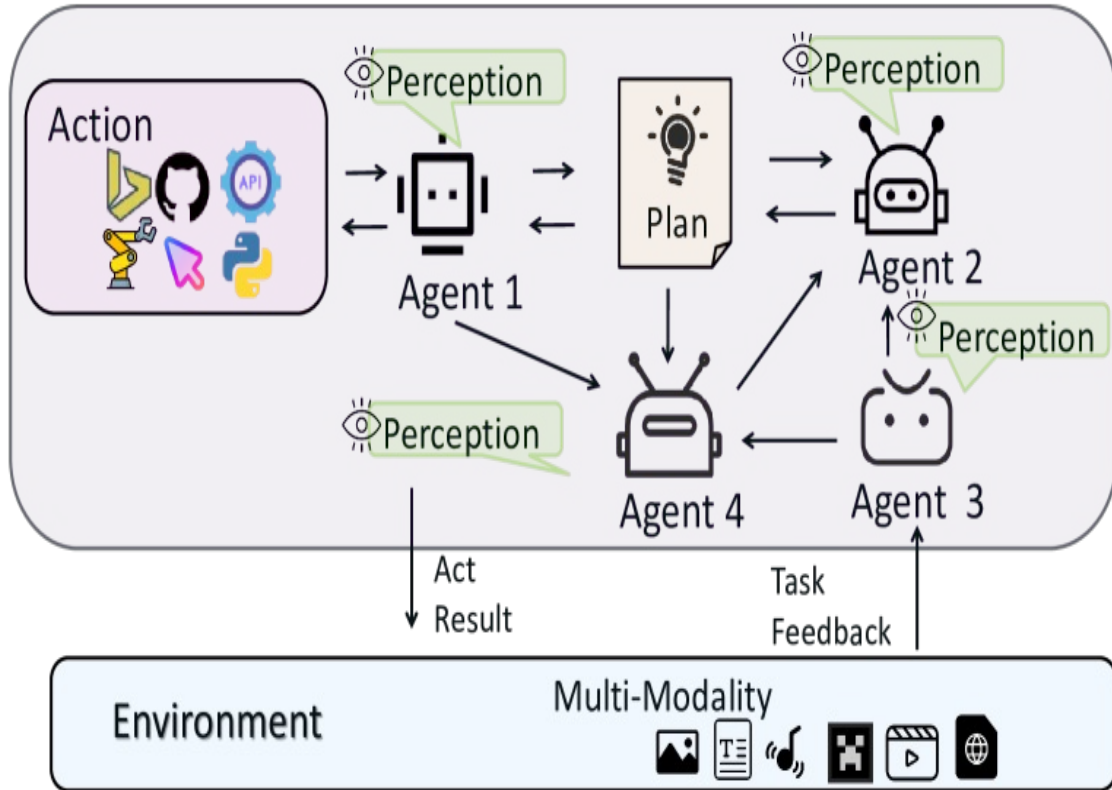 Perception
Perception
Action
API
Plan
Agent 1
Agent 2
Perception
Perception
Agent 4
Agent 3
Act
Result
Task
Feedback
Environment
Multi-Modality
T